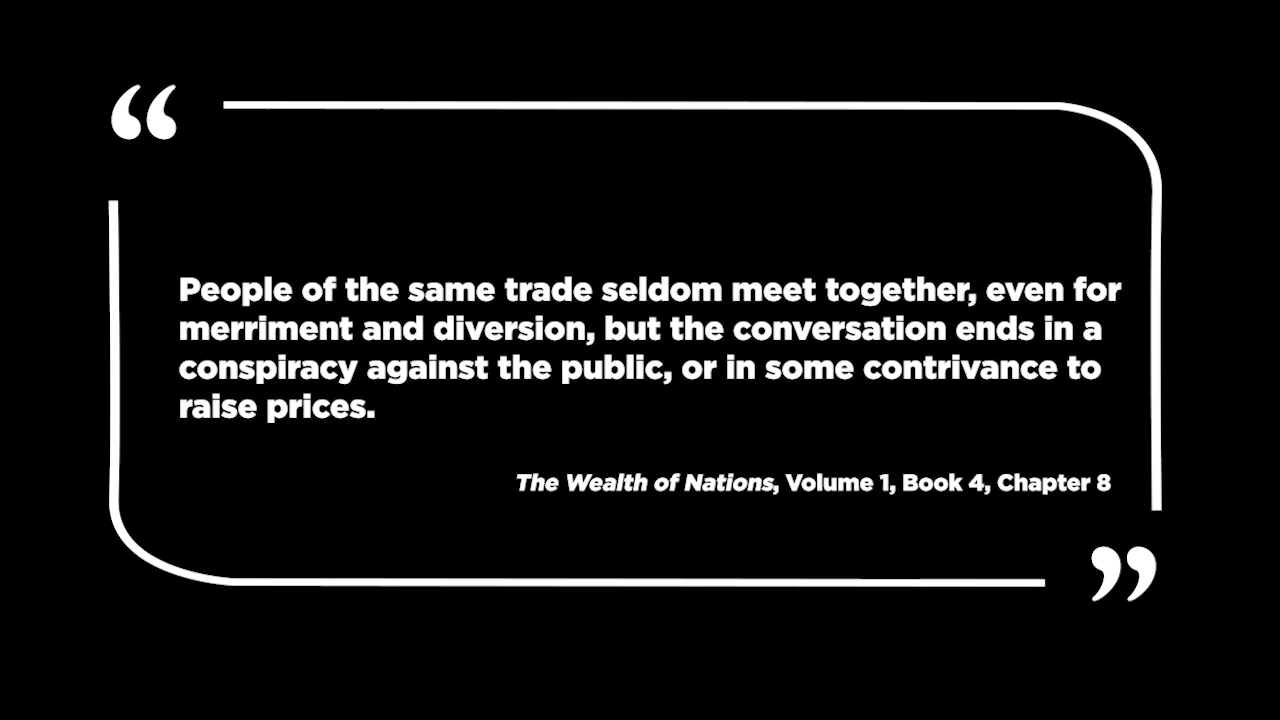 “
People of the same trade seldom meet together, even for
merriment and diversion, but the conversation ends in a
conspiracy against the public, or in some contrivance to
raise prices.
The Wealth of Nations, Volume 1, Book 4, Chapter 8
”